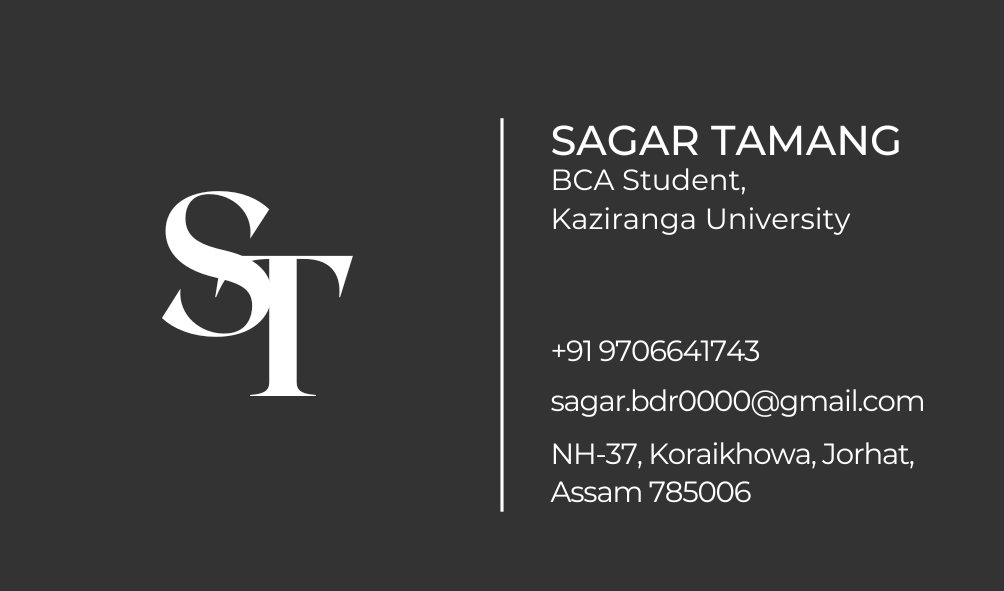 ST
SAGAR TAMANG
BCA Student,
Kaziranga University
+91 9706641743
sagar.bdr0000@gmail.com
NH-37, Koraikhowa, Jorhat,
Assam 785006